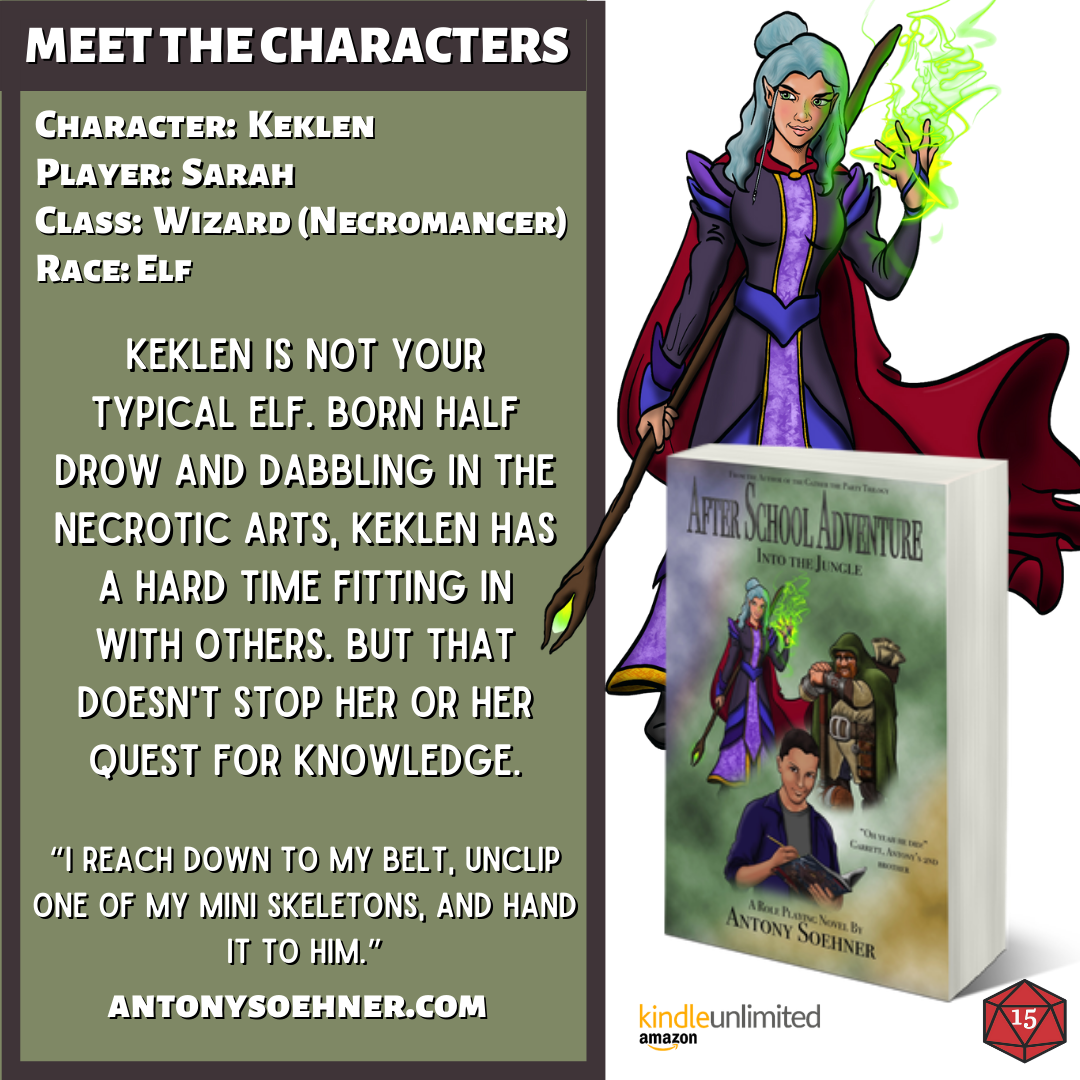 MEET THE CHARACTERS
CHARACTER: KEKLEN
PLAYER: SARAH
CLASS: WIZARD (NECROMANCER)
RACE: ELF
KEKLEN IS NOT YOUR
TYPICAL ELF. BORN HALF
DROW AND DABBLING IN THE
NECROTIC ARTS, KEKLEN HAS
A HARD TIME FITTING IN
WITH OTHERS. BUT THAT
DOESN'T STOP HER OR HER
QUEST FOR KNOWLEDGE.
"I REACH DOWN TO MY BELT, UNCLIP
ONE OF MY MINI SKELETONS, AND HAND
IT TO HIM."
ANTONYSOEHNER.COM
FROM THE AUTHOR OF THE GATHER THE PARTY TRILOGY
AFTER SCHOOL ADVENTURE
INTO THE JUNGLE
"OH YEAH HE DID!"
GARRETT, ANTONY'S 2ND
BROTHER
A ROLE PLAYING NOVEL BY
ANTONY SOEHNER
kindleunlimited
amazon
15